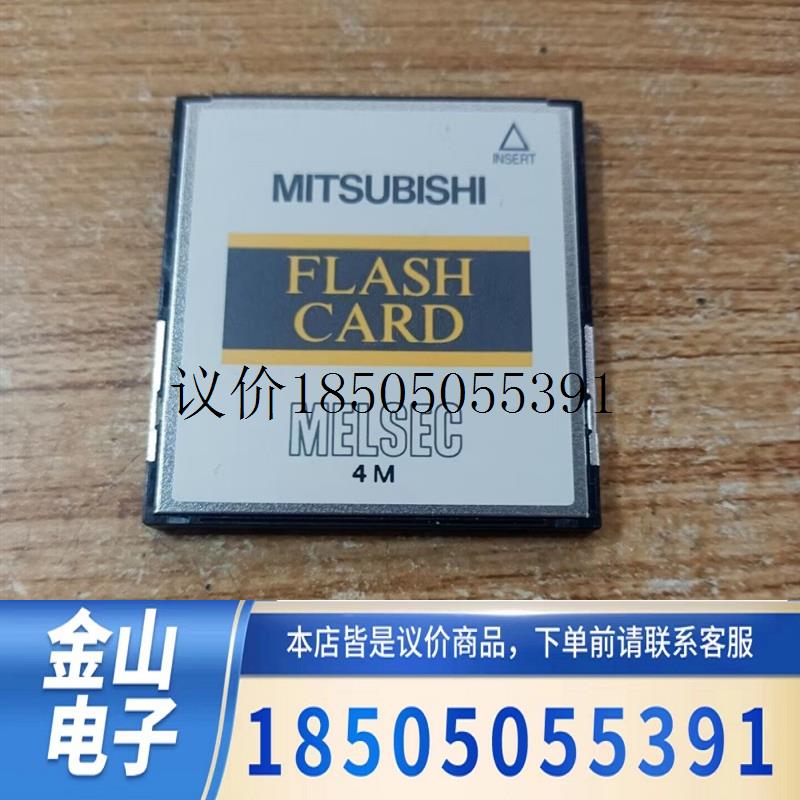 INSERT
MITSUBISHI
FLASH
CARD
议价18505055391
MELSEC
4M
金山
电子
本店皆是议价商品，下单前请联系客服
18505055391